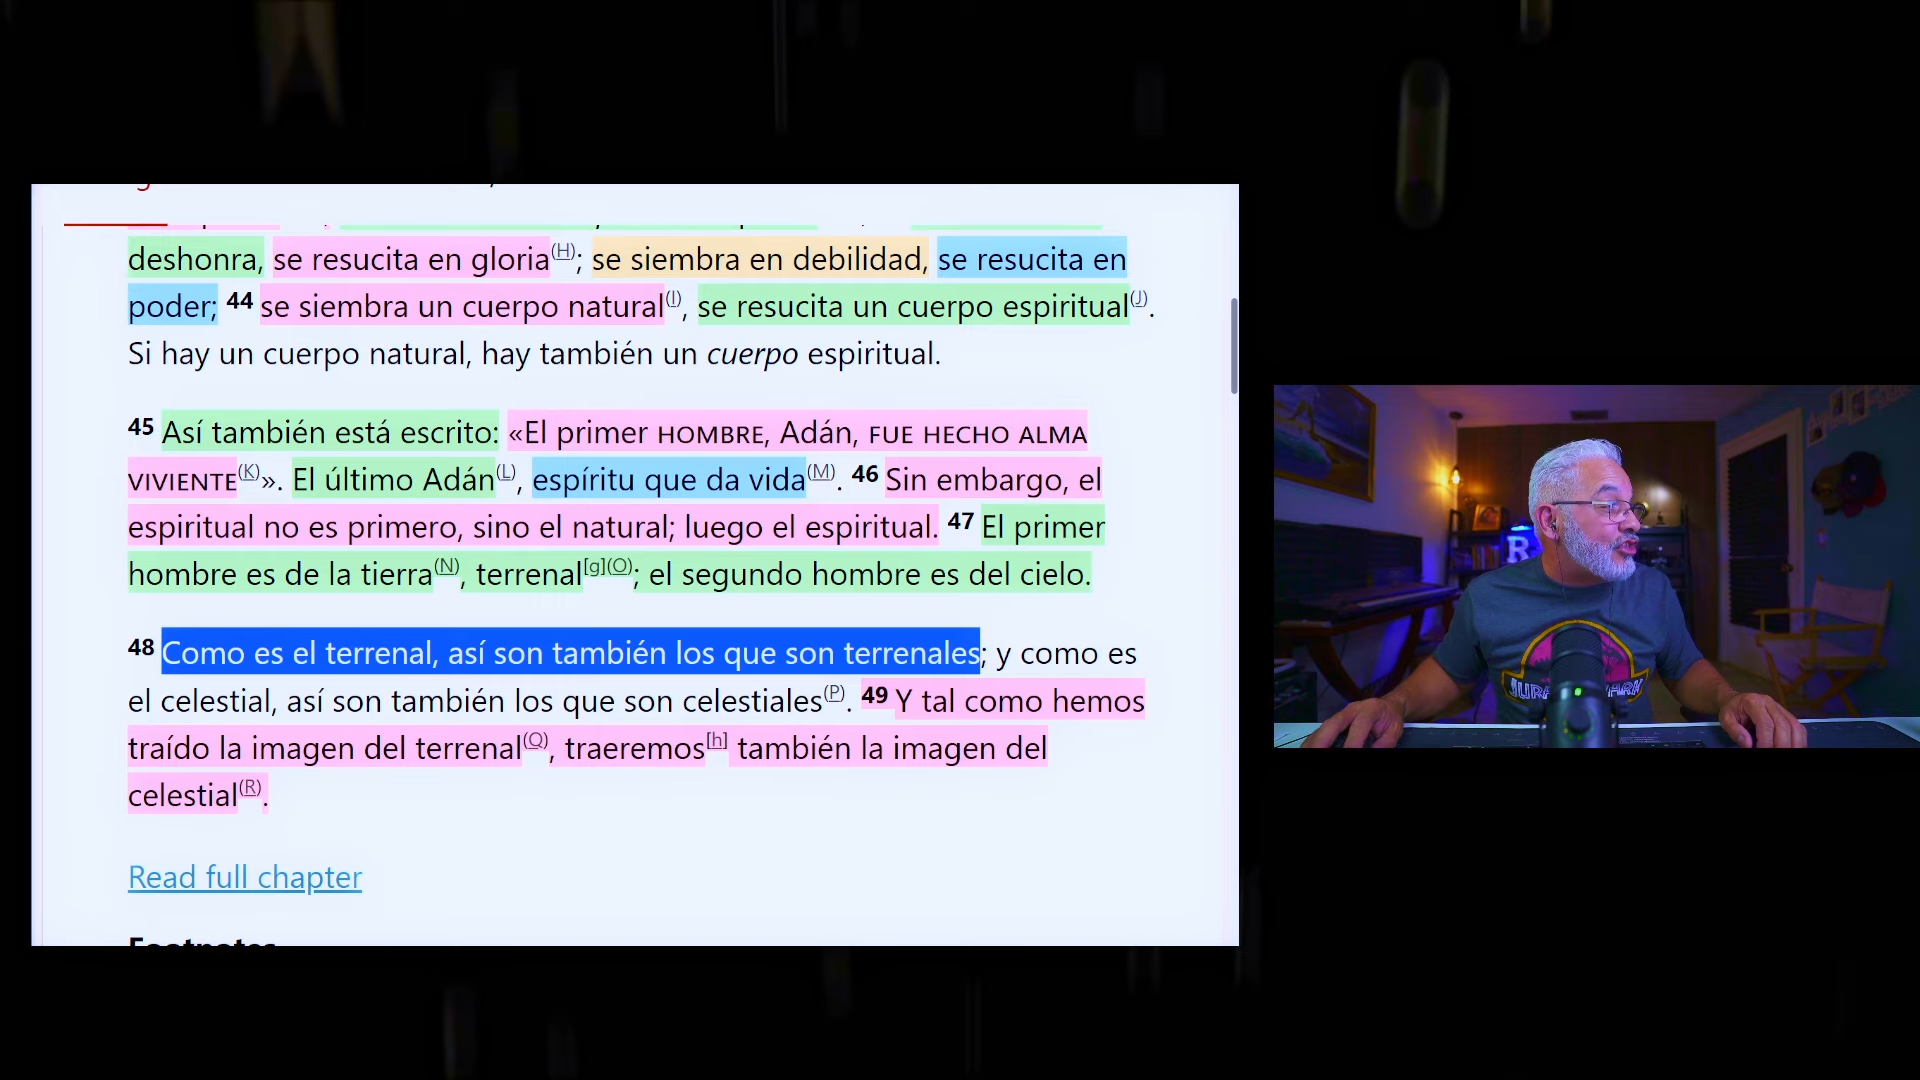 deshonra, se resucita en gloria(H); se siembra en debilidad, se resucita en
poder; 44 se siembra un cuerpo natural(I), se resucita un cuerpo espiritual(J).
Si hay un cuerpo natural, hay también un cuerpo espiritual.
45 Así también está escrito: «El primer HOMBRE, Adán, FUE HECHO ALMA
VIVIENTE(K)». El último Adán(L), espíritu que da vida(M). 46 Sin embargo, el
espiritual no es primero, sino el natural; luego el espiritual. 47 El primer
hombre es de la tierra(N), terrenal[g](O); el segundo hombre es del cielo.
48 Como es el terrenal, así son también los que son terrenales; y como es
el celestial, así son también los que son celestiales(P). 49 Y tal como hemos
traído la imagen del terrenal(Q), traeremos[h] también la imagen del
celestial(R).
Read full chapter
Footnotes
R